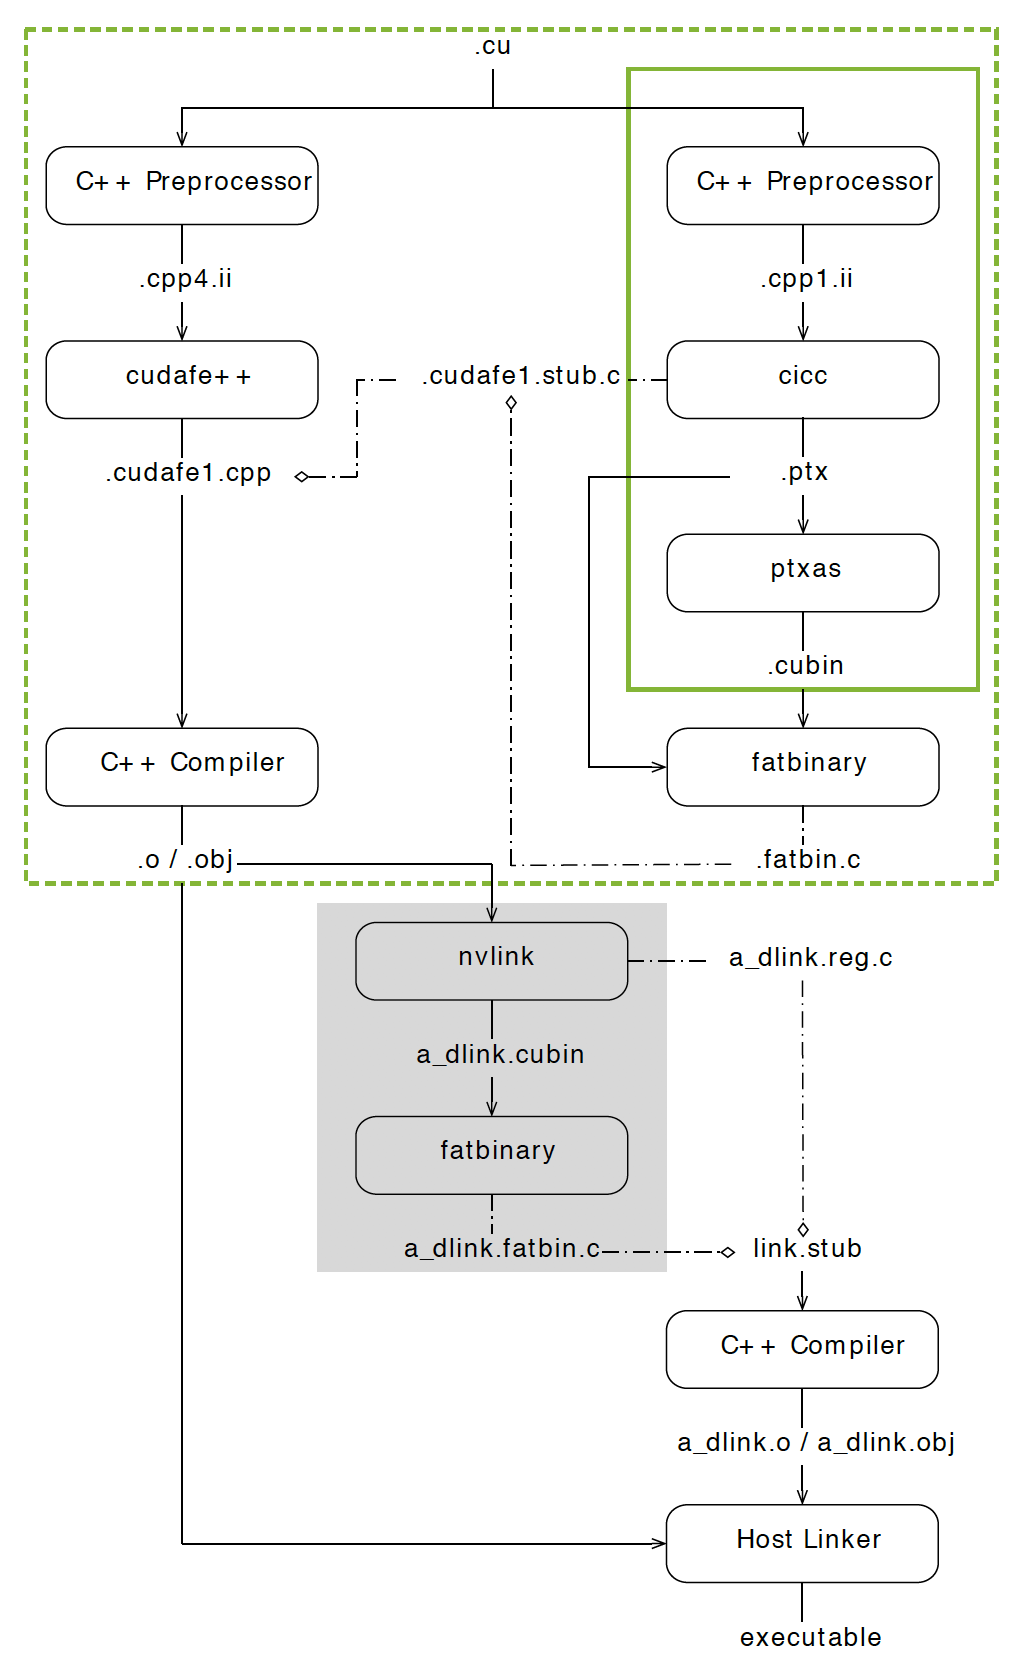 .cu
C++ Preprocessor
C++ Preprocessor
.cpp4.ii
.cpp1.ii
cudafe++
.cudafe1.stub.c
cicc
.cudafe1.cpp
.ptx
ptxas
.cubin
C++ Compiler
fatbinary
.o / .obj
.fatbin.c
nvlink
a_dlink.reg.c
a_dlink.cubin
fatbinary
a_dlink.fatbin.c
link.stub
C++ Compiler
a_dlink.o / a_dlink.obj
Host Linker
executable